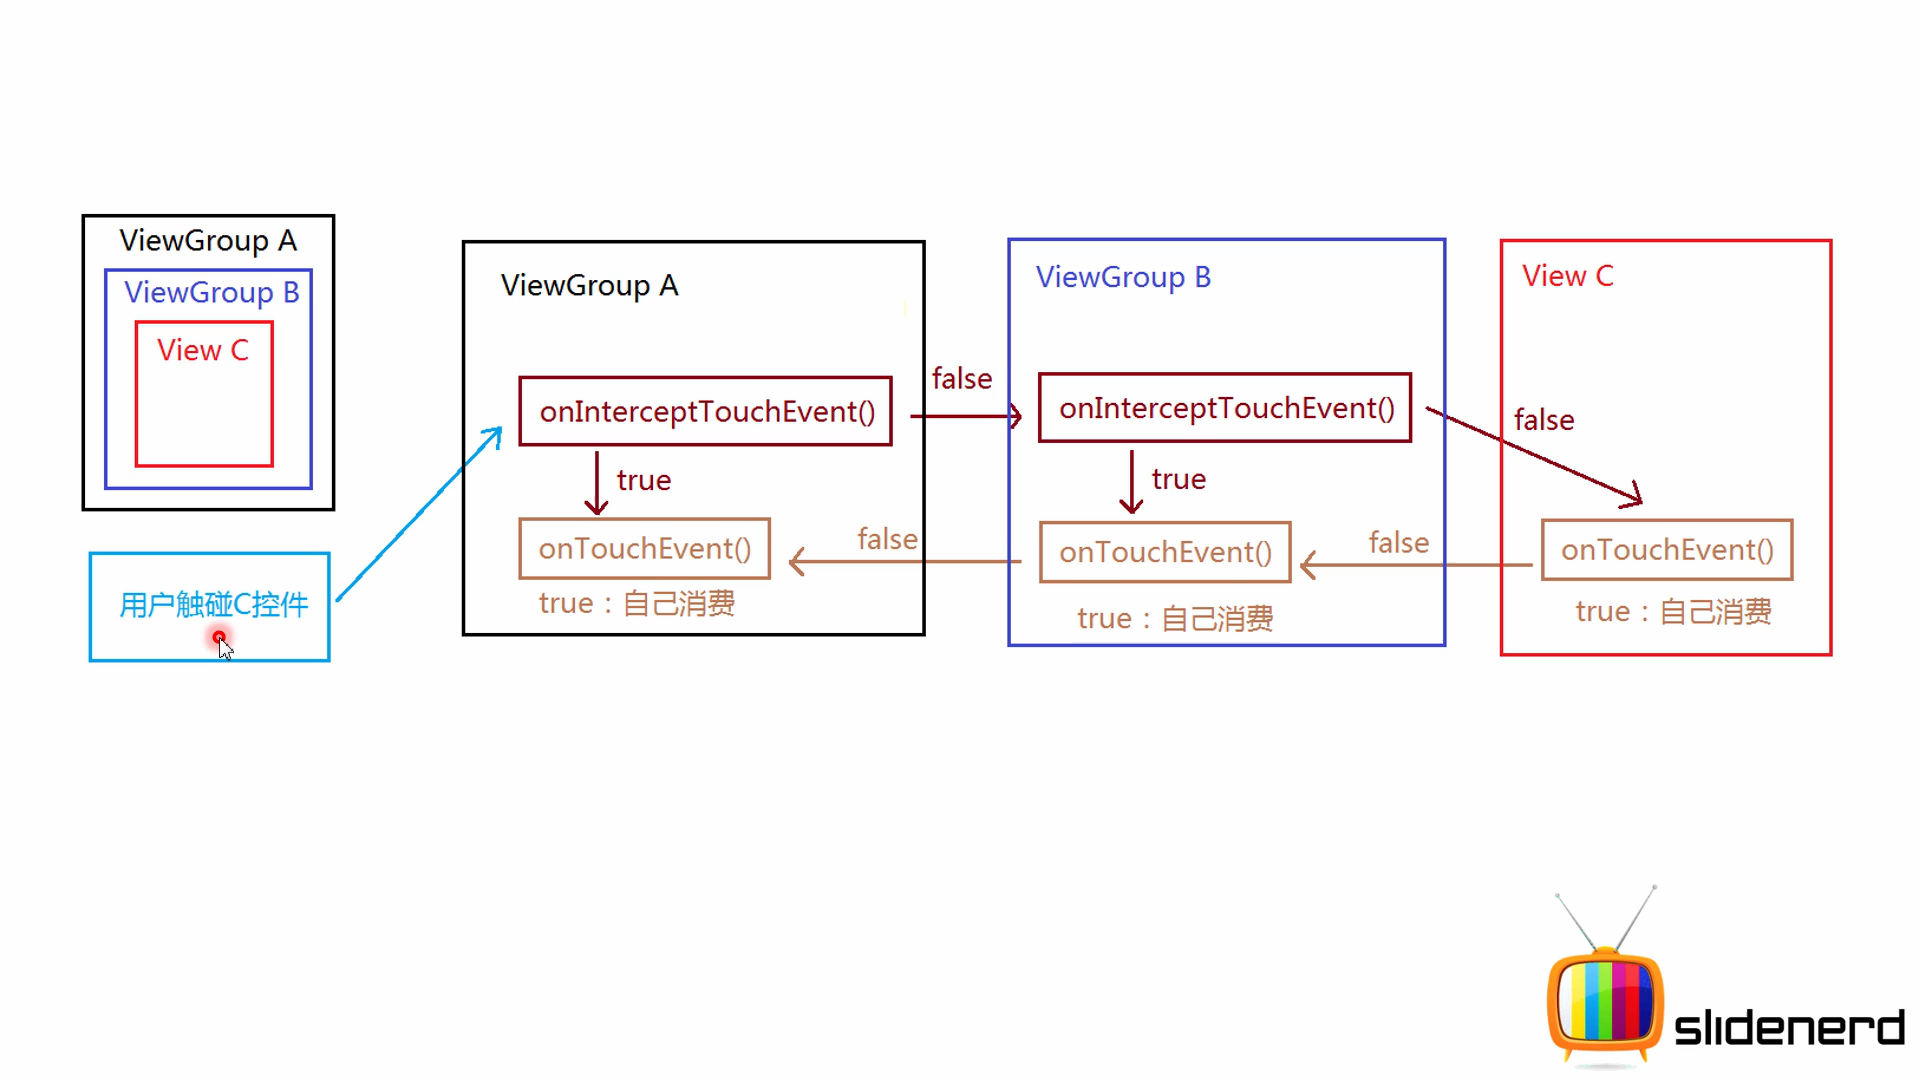 ViewGroup A
ViewGroup B
View C
用户触碰C控件
ViewGroup A
onInterceptTouchEvent()
true
onTouchEvent()
true：自己消费
false
false
ViewGroup B
onInterceptTouchEvent()
true
onTouchEvent()
true：自己消费
false
false
View C
onTouchEvent()
true：自己消费
slidenerd